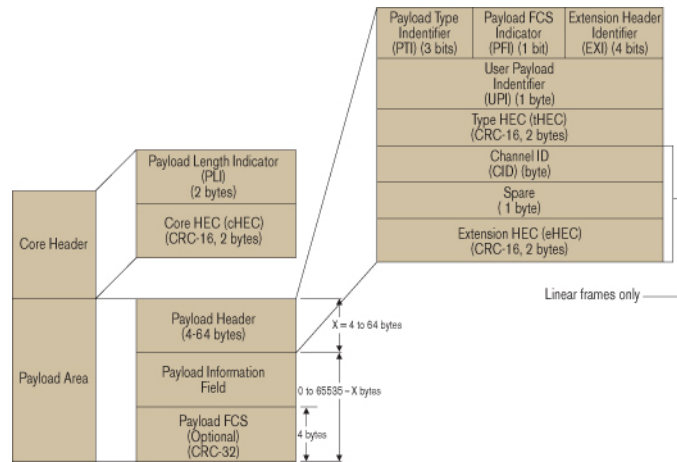 Payload Type
Indentifier
(PTI) (3 bits)
Payload FCS
Indicator
(PFI) (1 bit)
Extension Header
Identifier
(EXI) (4 bits)
User Payload
Indentifier
(UPI) (1 byte)
Type HEC (tHEC)
(CRC-16, 2 bytes)
Channel ID
(CID) (byte)
Spare
( 1 byte)
Extension HEC (eHEC)
(CRC-16, 2 bytes)
Linear frames only
Payload Length Indicator
(PLI)
(2 bytes)
Core HEC (cHEC)
(CRC-16, 2 bytes)
Core Header
Payload Area
Payload Header
(4-64 bytes)
X = 4 to 64 bytes
Payload Information
Field
0 to 65535 - X bytes
Payload FCS
(Optional)
(CRC-32)
4 bytes